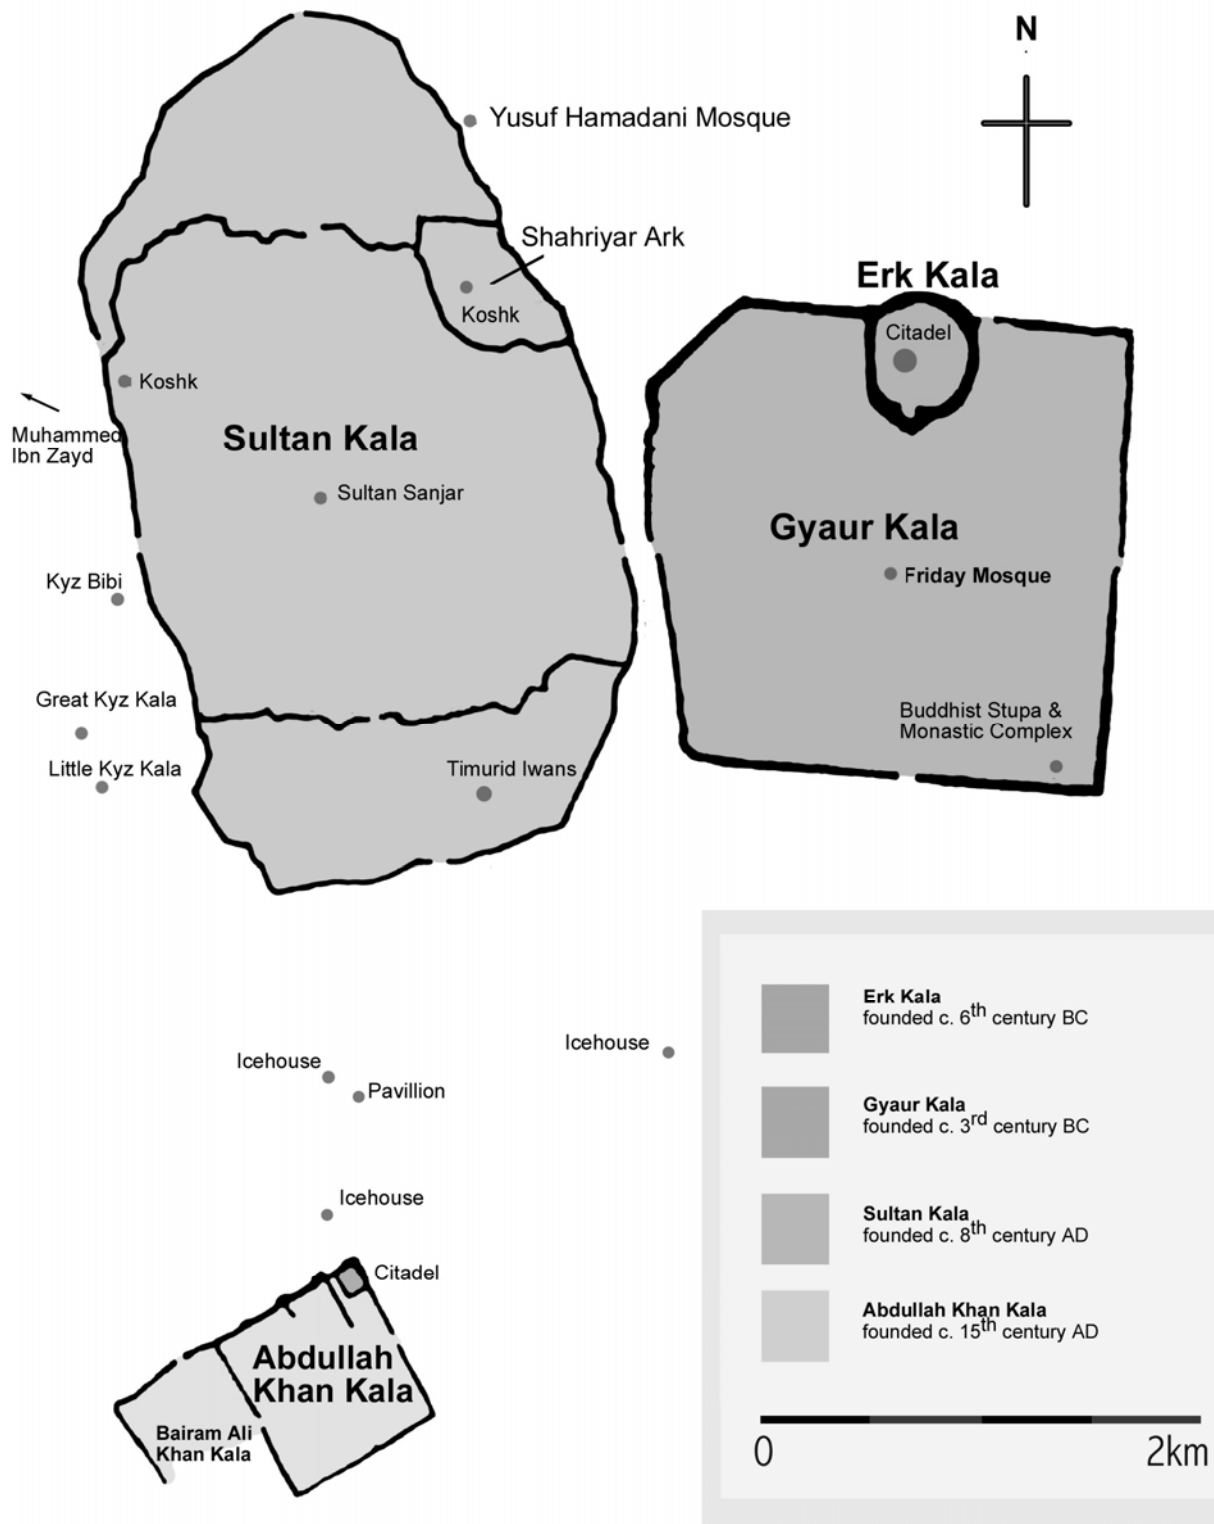 N
Yusuf Hamadani Mosque
Shahriyar Ark
Koshk
Erk Kala
Citadel
Koshk
Muhammed
Ibn Zayd
Sultan Kala
Sultan Sanjar
Gyaur Kala
Friday Mosque
Kyz Bibi
Great Kyz Kala
Little Kyz Kala
Timurid Iwans
Buddhist Stupa &
Monastic Complex
Icehouse
Icehouse
Pavillion
Icehouse
Citadel
Abdullah
Khan Kala
Bairam Ali
Khan Kala
Erk Kala
founded c. 6th century BC
Gyaur Kala
founded c. 3rd century BC
Sultan Kala
founded c. 8th century AD
Abdullah Khan Kala
founded c. 15th century AD
0 2km